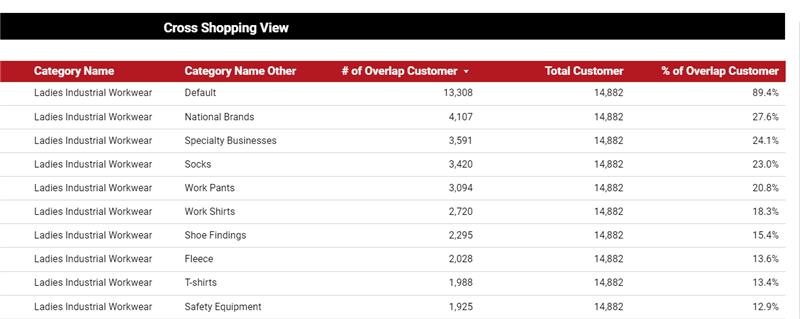 Cross Shopping View
Category Name Category Name Other # of Overlap Customer Total Customer % of Overlap Customer
Ladies Industrial Workwear Default 13,308 14,882 89.4%
Ladies Industrial Workwear National Brands 4,107 14,882 27.6%
Ladies Industrial Workwear Specialty Businesses 3,591 14,882 24.1%
Ladies Industrial Workwear Socks 3,420 14,882 23.0%
Ladies Industrial Workwear Work Pants 3,094 14,882 20.8%
Ladies Industrial Workwear Work Shirts 2,720 14,882 18.3%
Ladies Industrial Workwear Shoe Findings 2,295 14,882 15.4%
Ladies Industrial Workwear Fleece 2,028 14,882 13.6%
Ladies Industrial Workwear T-shirts 1,988 14,882 13.4%
Ladies Industrial Workwear Safety Equipment 1,925 14,882 12.9%